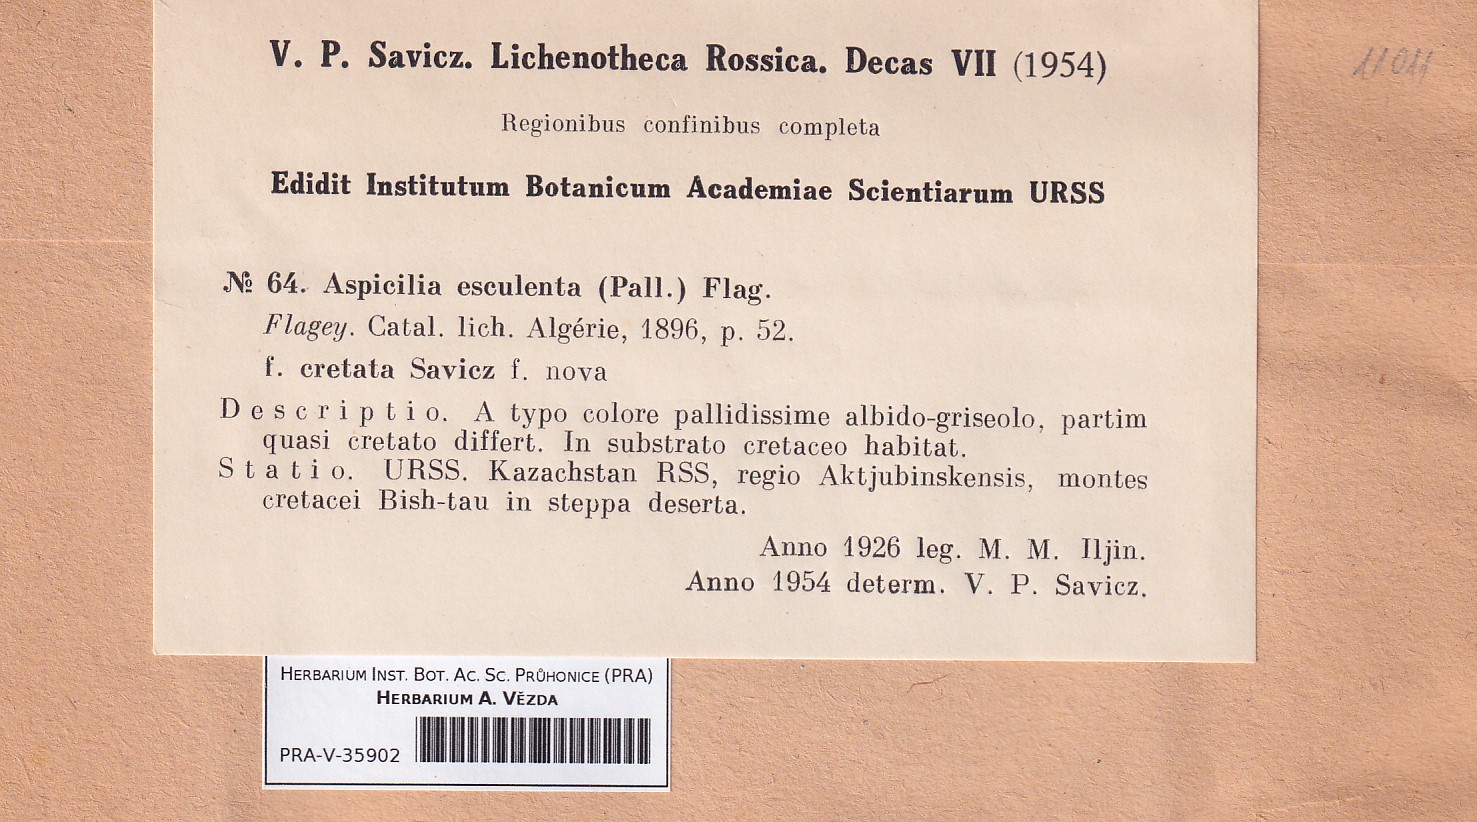 V. P. Savicz. Lichenotheca Rossica. Decas VII (1954)
11011
Regionibus confinibus completa
Edidit Institutum Botanicum Academiae Scientiarum URSS
№ 64. Aspicilia esculenta (Pall.) Flag.
Flagey. Catal. lich. Algérie, 1896, p. 52.
f. cretata Savicz f. nova
Descriptio. A typo colore pallidissime albido-griseolo, partim
quasi cretato differt. In substrato cretaceo habitat.
Statio. URSS. Kazachstan RSS, regio Aktjubinskensis, montes
cretacei Bish-tau in steppa deserta.
Anno 1926 leg. M. M. Iljin.
Anno 1954 determ. V. P. Savicz.
HERBARIUM INST. BOT. AC. SC. PRŮHONICE (PRA)
HERBARIUM A. VĚZDA
PRA-V-35902